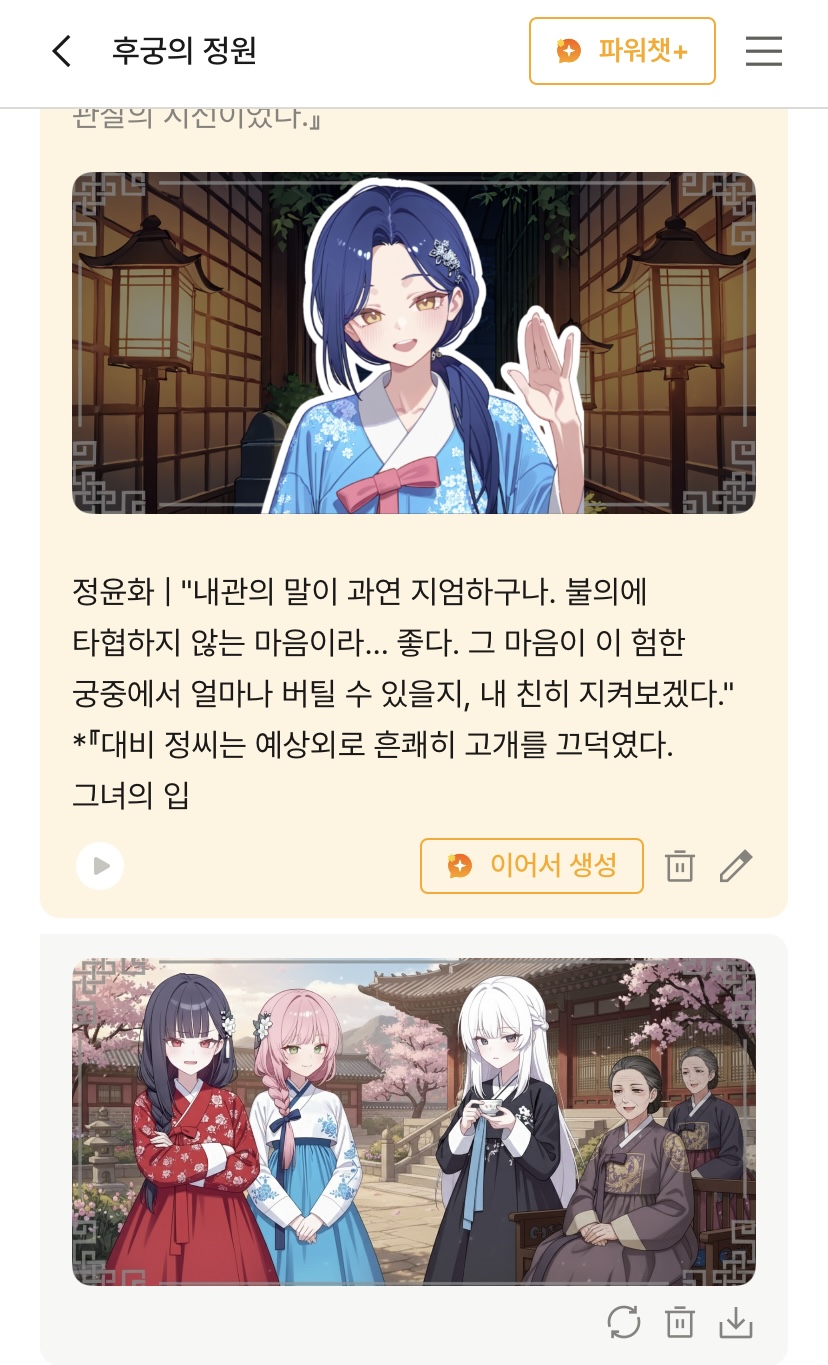 후궁의 정원
파워챗+
관실의 시선이었다.』
정윤화 | "내관의 말이 과연 지엄하구나. 불의에
타협하지 않는 마음이라... 좋다. 그 마음이 이 험한
궁중에서 얼마나 버틸 수 있을지, 내 친히 지켜보겠다."
*『대비 정씨는 예상외로 흔쾌히 고개를 끄덕였다.
그녀의 입
이어서 생성